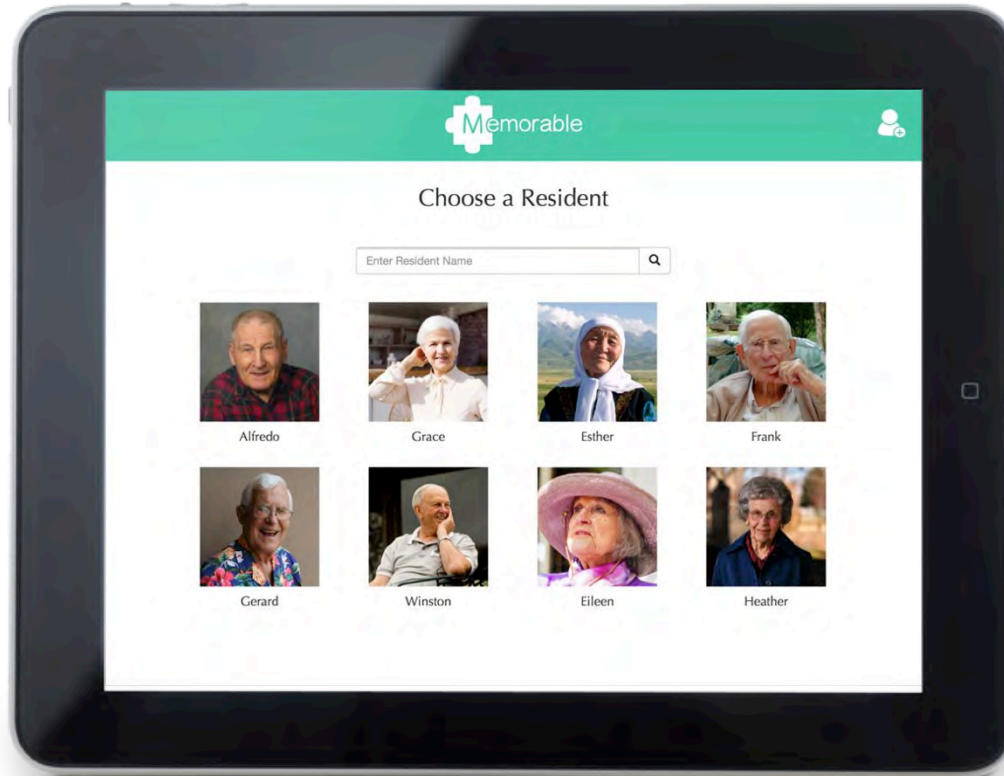 Memorable
Choose a Resident
Enter Resident Name
Alfredo
Grace
Esther
Frank
Gerard
Winston
Eileen
Heather